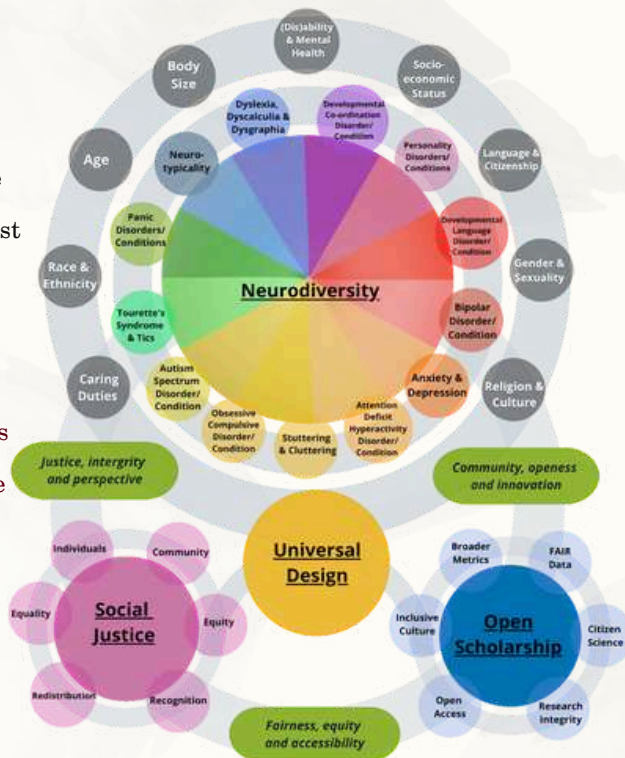 (Dis)ability
& Mental
Health
Body
Size
Socio-
economic
Status
Dyslexia,
Dyscalculia &
Dysgraphia
Developmental
Co-ordination
Disorder/
Condition
Age
Neuro-
typicality
Personality
Disorders/
Conditions
Language &
Citizenship
e
st
Panic
Disorders/
Conditions
Developmental
Language
Disorder/
Condition
Race &
Ethnicity
Neurodiversity
Gender &
Sexuality
Tourette's
Syndrome
& Tics
Bipolar
Disorder/
Condition
Caring
Duties
Autism
Spectrum
Disorder/
Condition
Anxiety &
Depression
Religion &
Culture
Obsessive
Compulsive
Disorder/
Condition
Stuttering
& Cluttering
Attention
Deficit
Hyperactivity
Disorder/
Condition
s
e
Justice, intergrity
and perspective
Community, openess
and innovation
Universal
Design
Individuals
Community
Equality
Social
Justice
Equity
Redistribution
Recognition
Broader
Metrics
FAIR
Data
Inclusive
Culture
Open
Scholarship
Citizen
Science
Open
Access
Research
Integrity
Fairness, equity
and accessibility